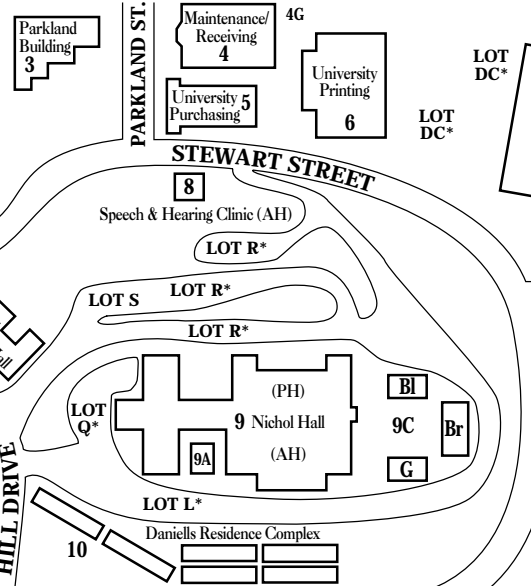 Parkland
Building
3
PARKLAND ST.
Maintenance/
Receiving
4
4G
University
Purchasing
5
University
Printing
6
LOT
DC*
LOT
DC*
STEWART STREET
8
Speech & Hearing Clinic (AH)
LOT R*
LOT R*
LOT S
LOT R*
LOT
Q*
(PH)
9 Nichol Hall
(AH)
9A
Bl
9C
Br
G
HILL DRIVE
LOT L*
10
Daniells Residence Complex